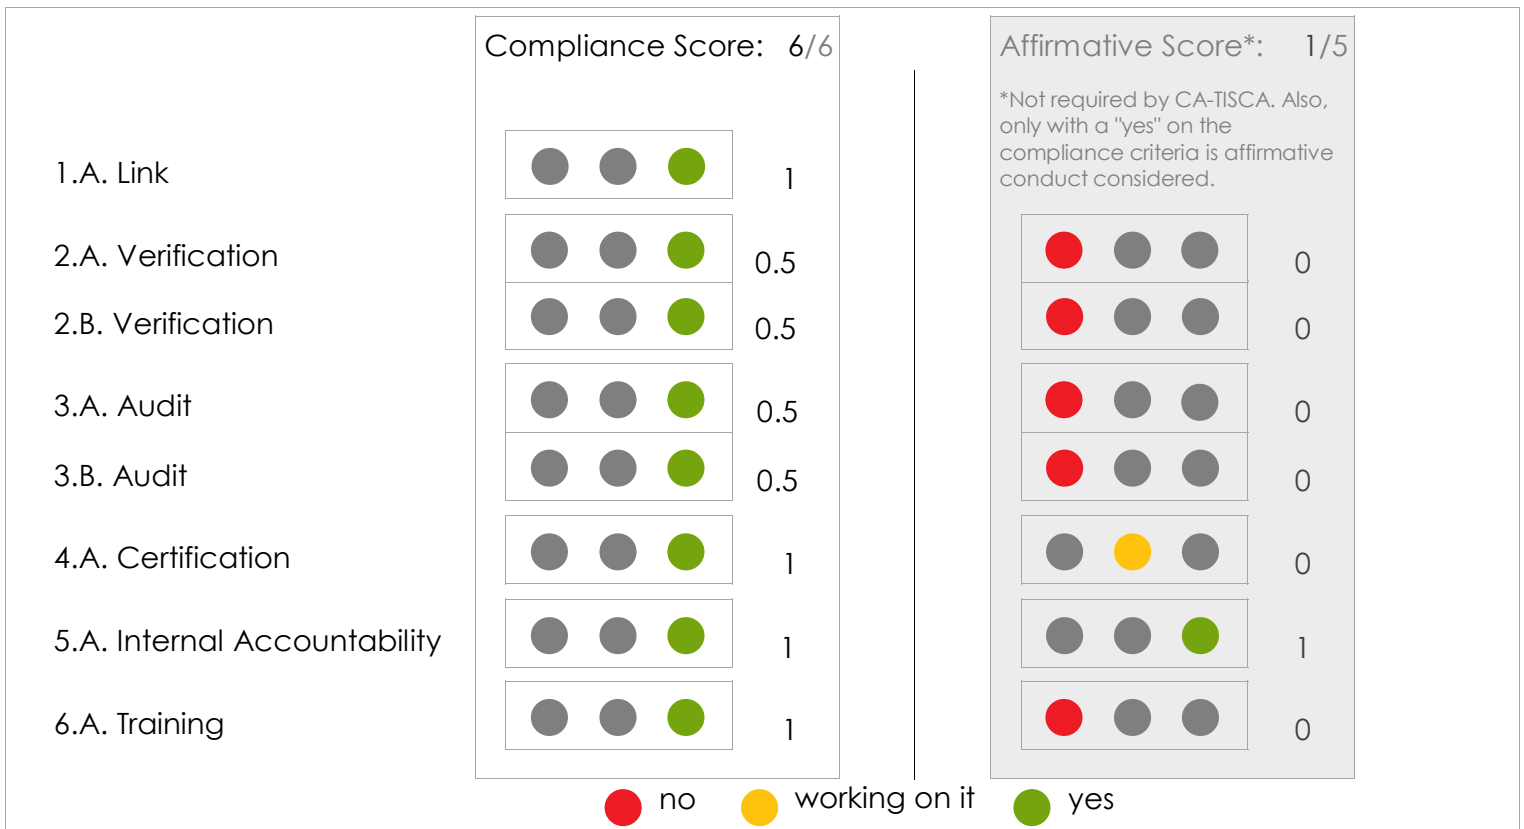 Compliance Score: 6/6
Affirmative Score*: 1/5
*Not required by CA-TISCA. Also,
only with a "yes" on the
compliance criteria is affirmative
conduct considered.
1.A. Link 1
2.A. Verification 0.5 0
2.B. Verification 0.5 0
3.A. Audit 0.5 0
3.B. Audit 0.5 0
4.A. Certification 1 0
5.A. Internal Accountability 1 1
6.A. Training 1 0
no working on it yes